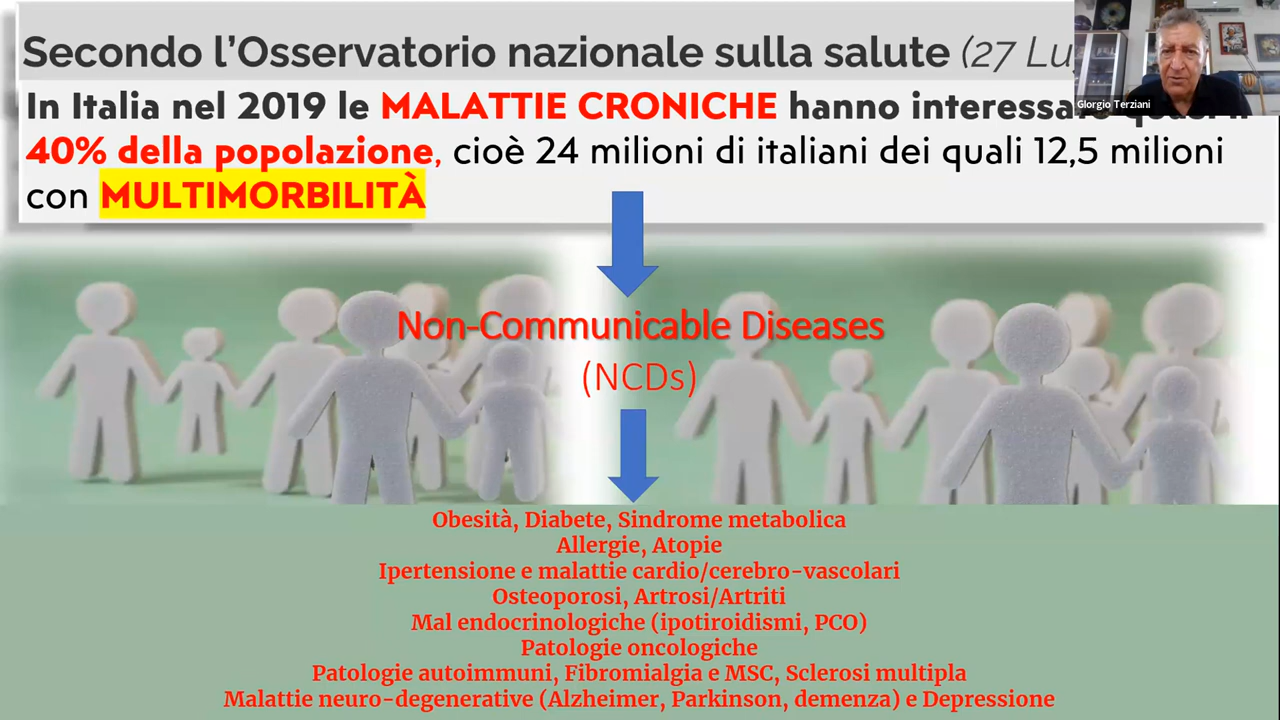 Secondo l'Osservatorio nazionale sulla salute (27 Lu
Giorgio Terziani
In Italia nel 2019 le MALATTIE CRONICHE hanno interessa
40% della popolazione, cioè 24 milioni di italiani dei quali 12,5 milioni
con MULTIMORBILITÀ
Non-Communicable Diseases
(NCDs)
Obesità, Diabete, Sindrome metabolica
Allergie, Atopie
Ipertensione e malattie cardio/cerebro-vascolari
Osteoporosi, Artrosi/Artriti
Mal endocrinologiche (ipotiroidismi, PCO)
Patologie oncologiche
Patologie autoimmuni, Fibromialgia e MSC, Sclerosi multipla
Malattie neuro-degenerative (Alzheimer, Parkinson, demenza) e Depressione